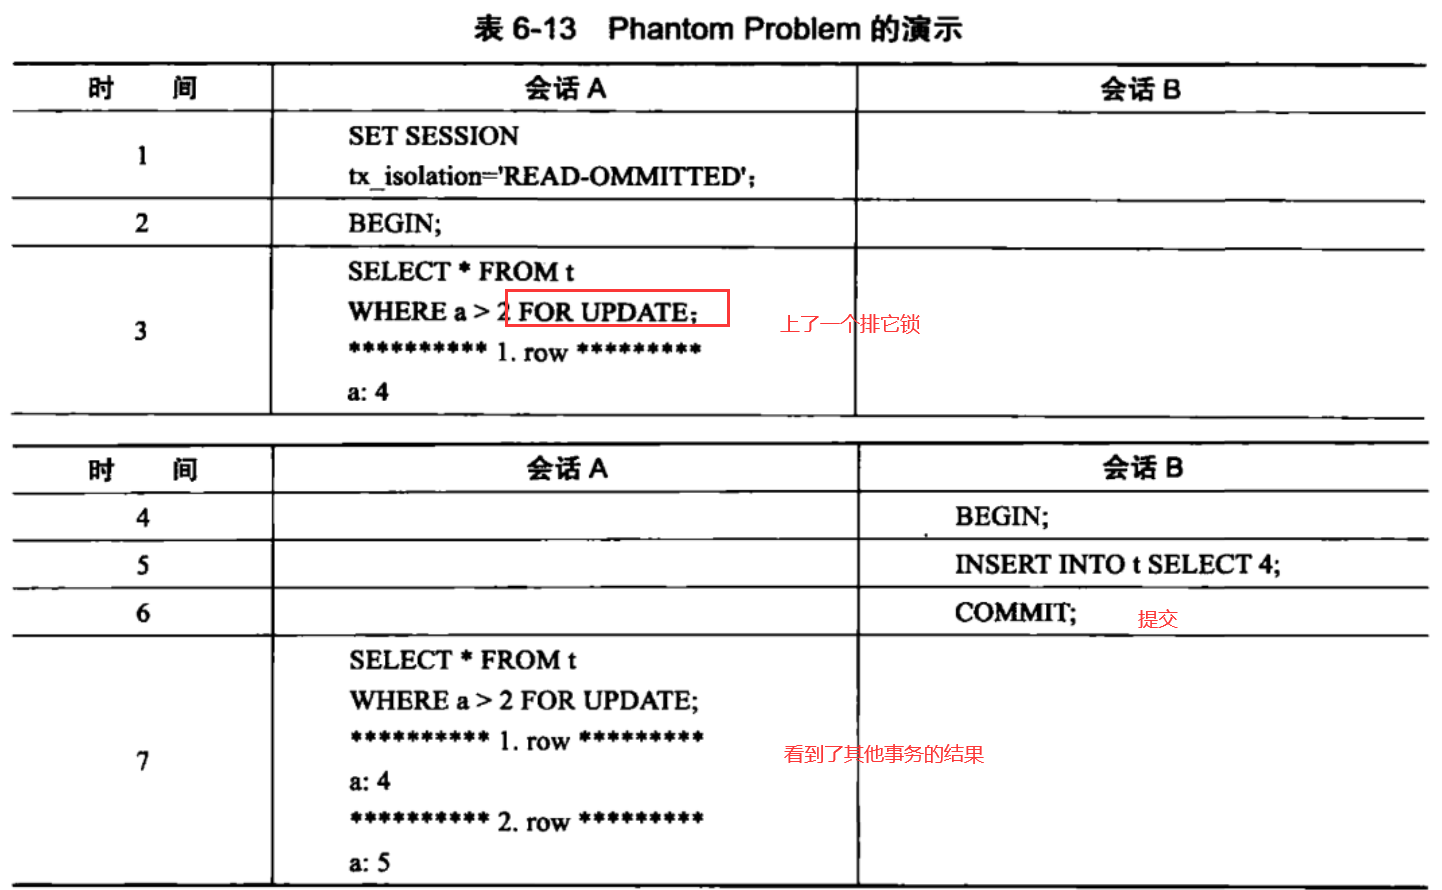 表 6-13 Phantom Problem 的演示
时 间 会话 A 会话 B
1 SET SESSION
tx_isolation='READ-OMMITTED';
2 BEGIN;
3 SELECT * FROM t
WHERE a > 2 FOR UPDATE;
上了一个排它锁
********** 1. row *********
a: 4
时 间 会话 A 会话 B
4 BEGIN;
5 INSERT INTO t SELECT 4;
6 COMMIT; 提交
7 SELECT * FROM t
WHERE a > 2 FOR UPDATE;
********** 1. row *********
看到了其他事务的结果
a: 4
********** 2. row *********
a: 5